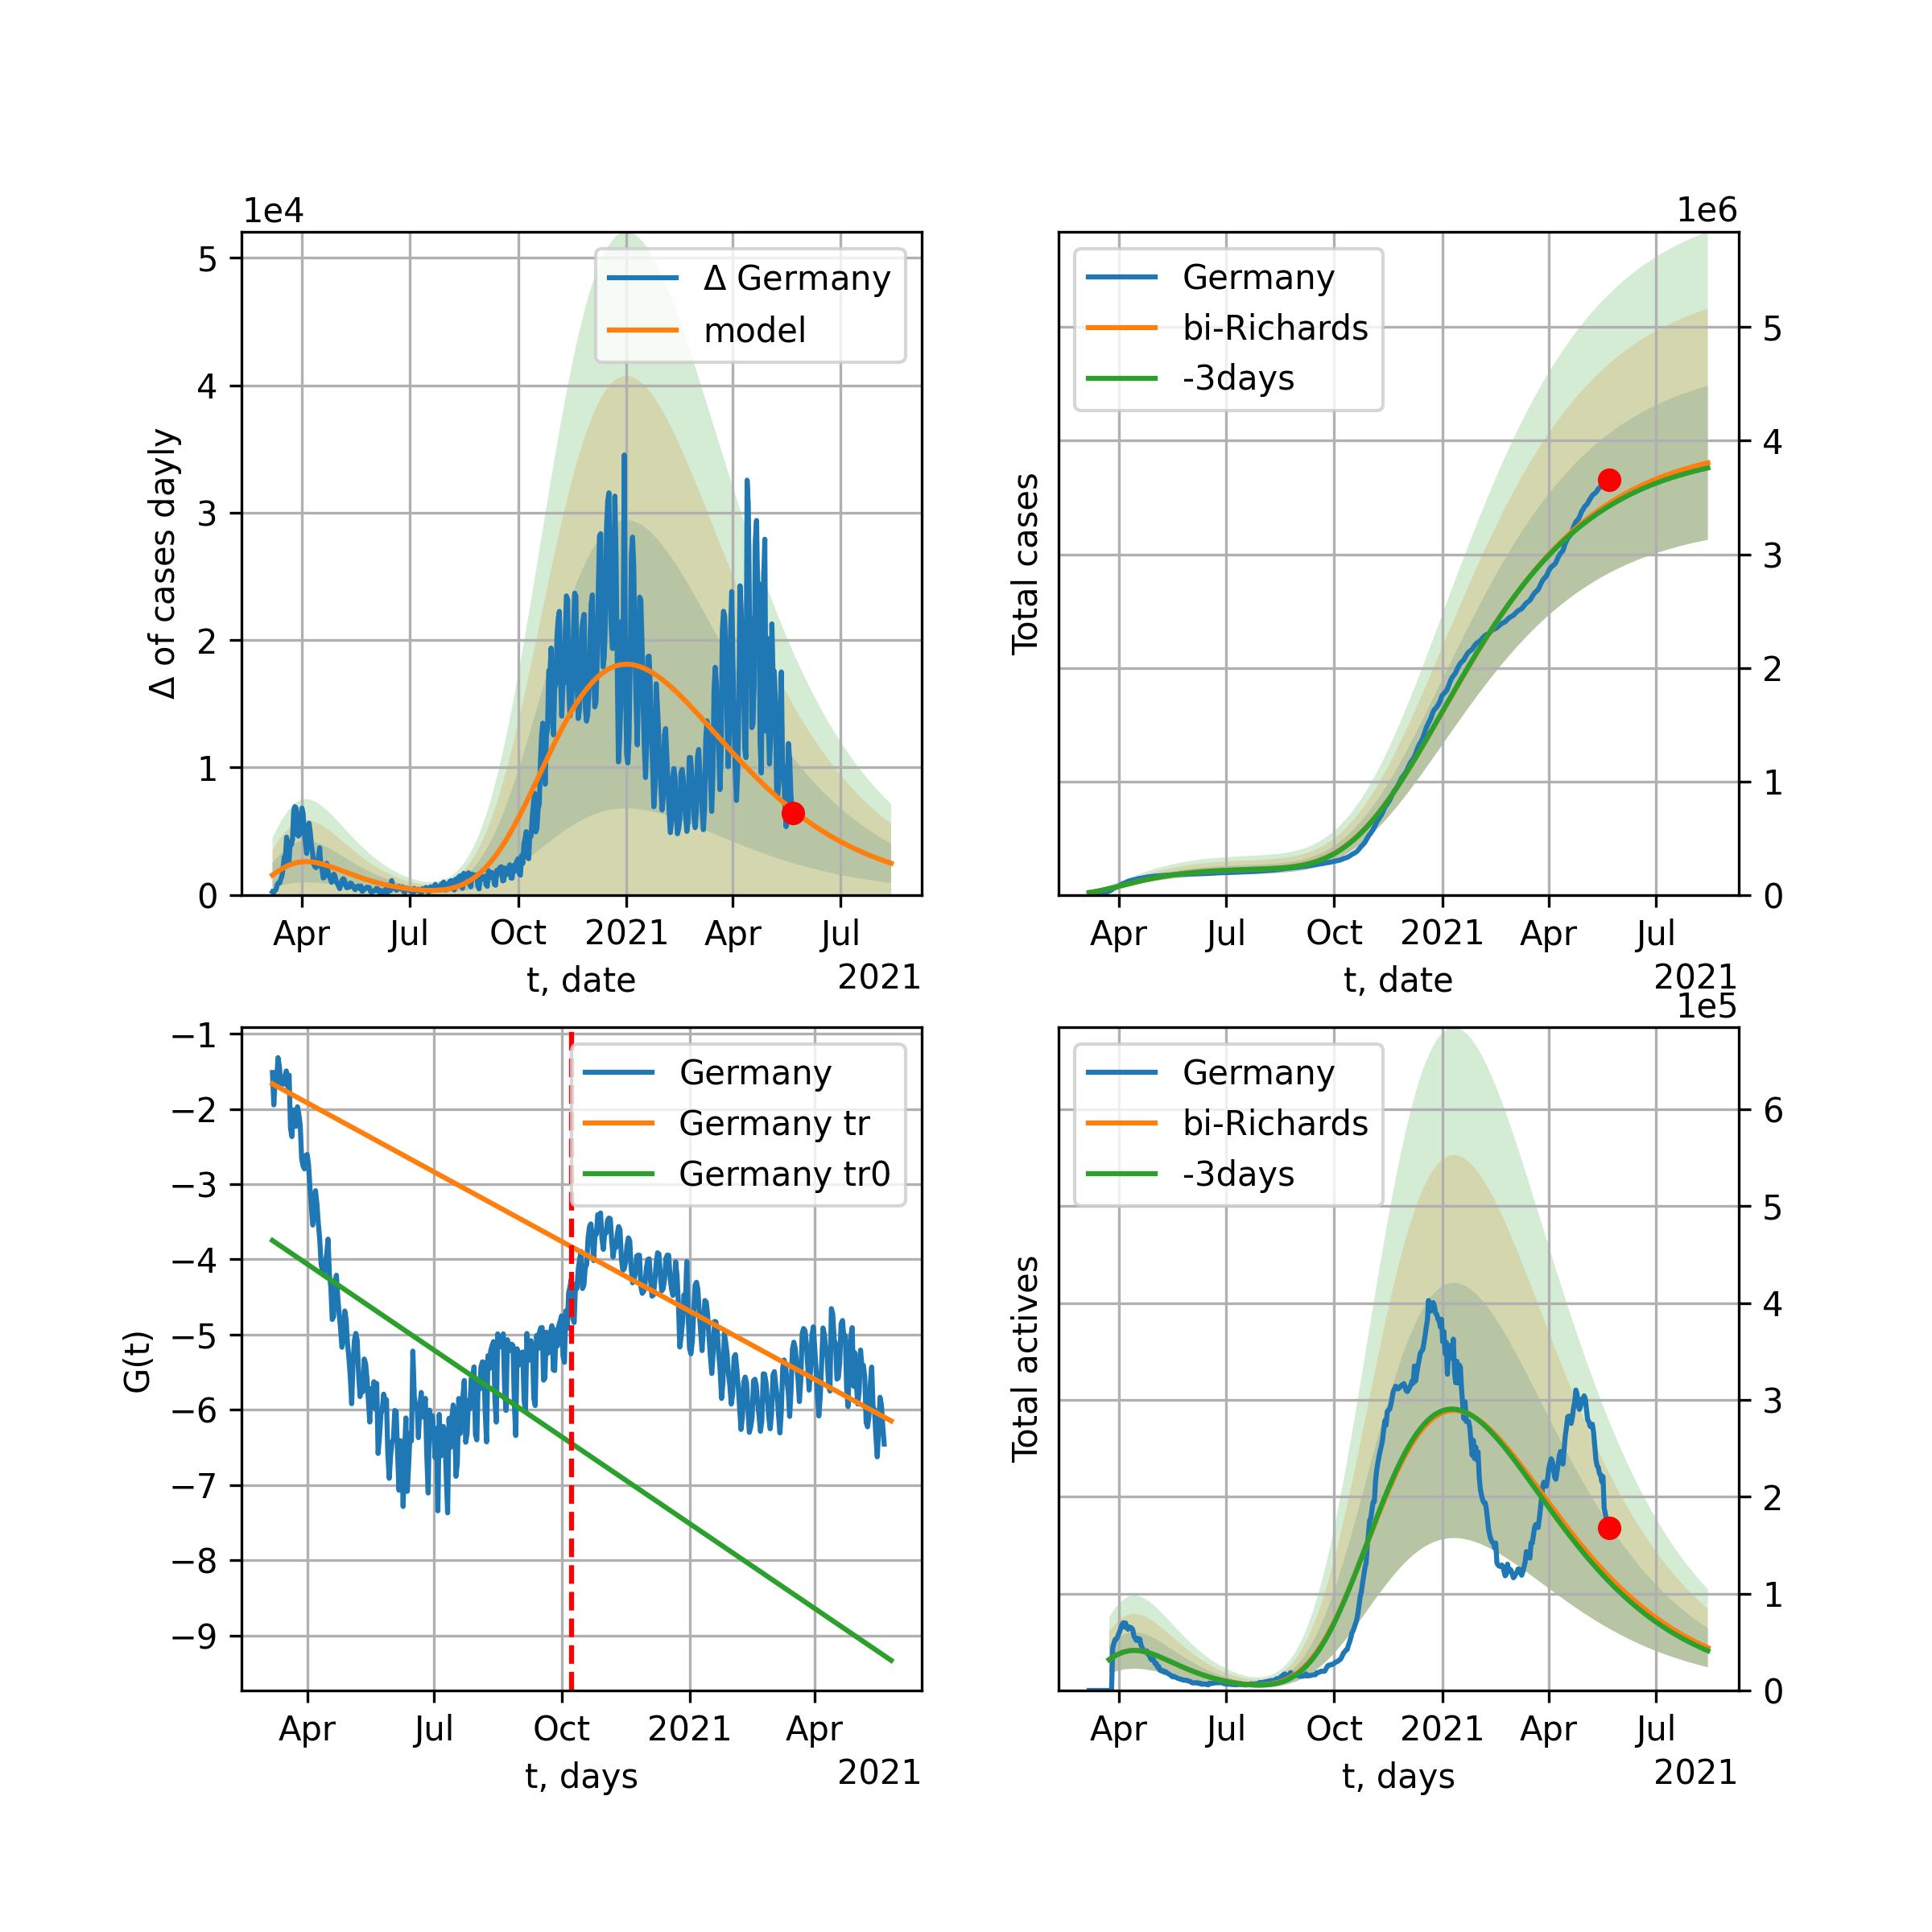 1e4
5
4
3
2
1
0
Δ of cases dayly
Δ Germany
model
Apr Jul Oct 2021 Apr Jul
t, date
2021
1e6
Germany
bi-Richards
-3days
Total cases
5
4
3
2
1
0
Apr Jul Oct 2021 Apr Jul
t, date
2021
−1
−2
−3
−4
−5
−6
−7
−8
−9
G(t)
Germany
Germany tr
Germany tr0
Apr Jul Oct 2021 Apr
t, days
2021
1e5
Germany
bi-Richards
-3days
Total actives
6
5
4
3
2
1
0
Apr Jul Oct 2021 Apr Jul
t, days
2021